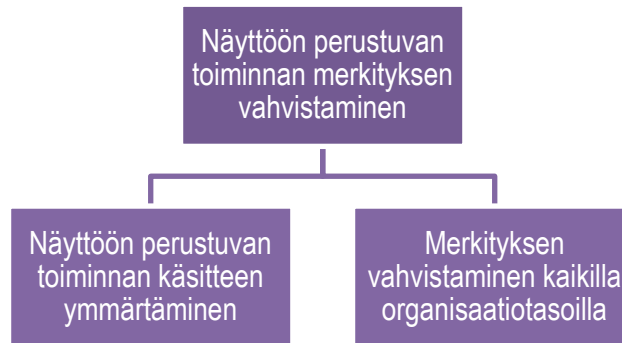 Näyttöön perustuvan
toiminnan merkityksen
vahvistaminen
Näyttöön perustuvan
toiminnan käsitteen
ymmärtäminen
Merkityksen
vahvistaminen kaikilla
organisaatiotasoilla